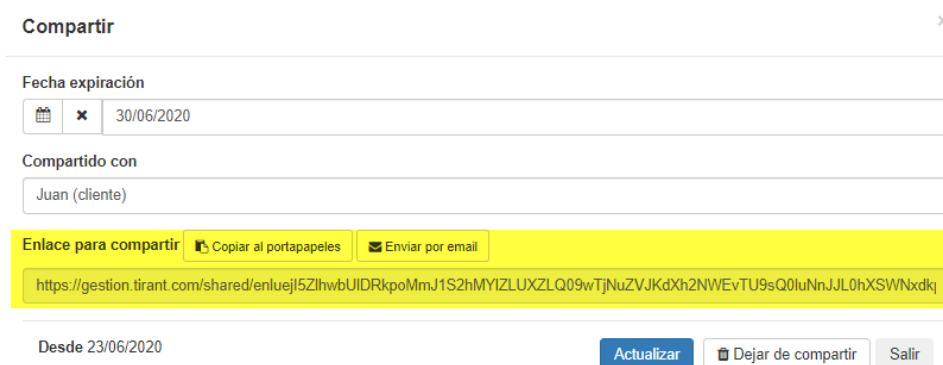 Compartir
Fecha expiración
30/06/2020
Compartido con
Juan (cliente)
Enlace para compartir Copiar al portapapeles Enviar por email
https://gestion.tirant.com/shared/enluejI5ZlhwbUlDRkpoMmJ1S2hMYlZLUXZLQ09wTjNuZVJKdXh2NWEvTU9sQ0luNnJJL0hXSWNxdk
Desde 23/06/2020 Actualizar Dejar de compartir Salir